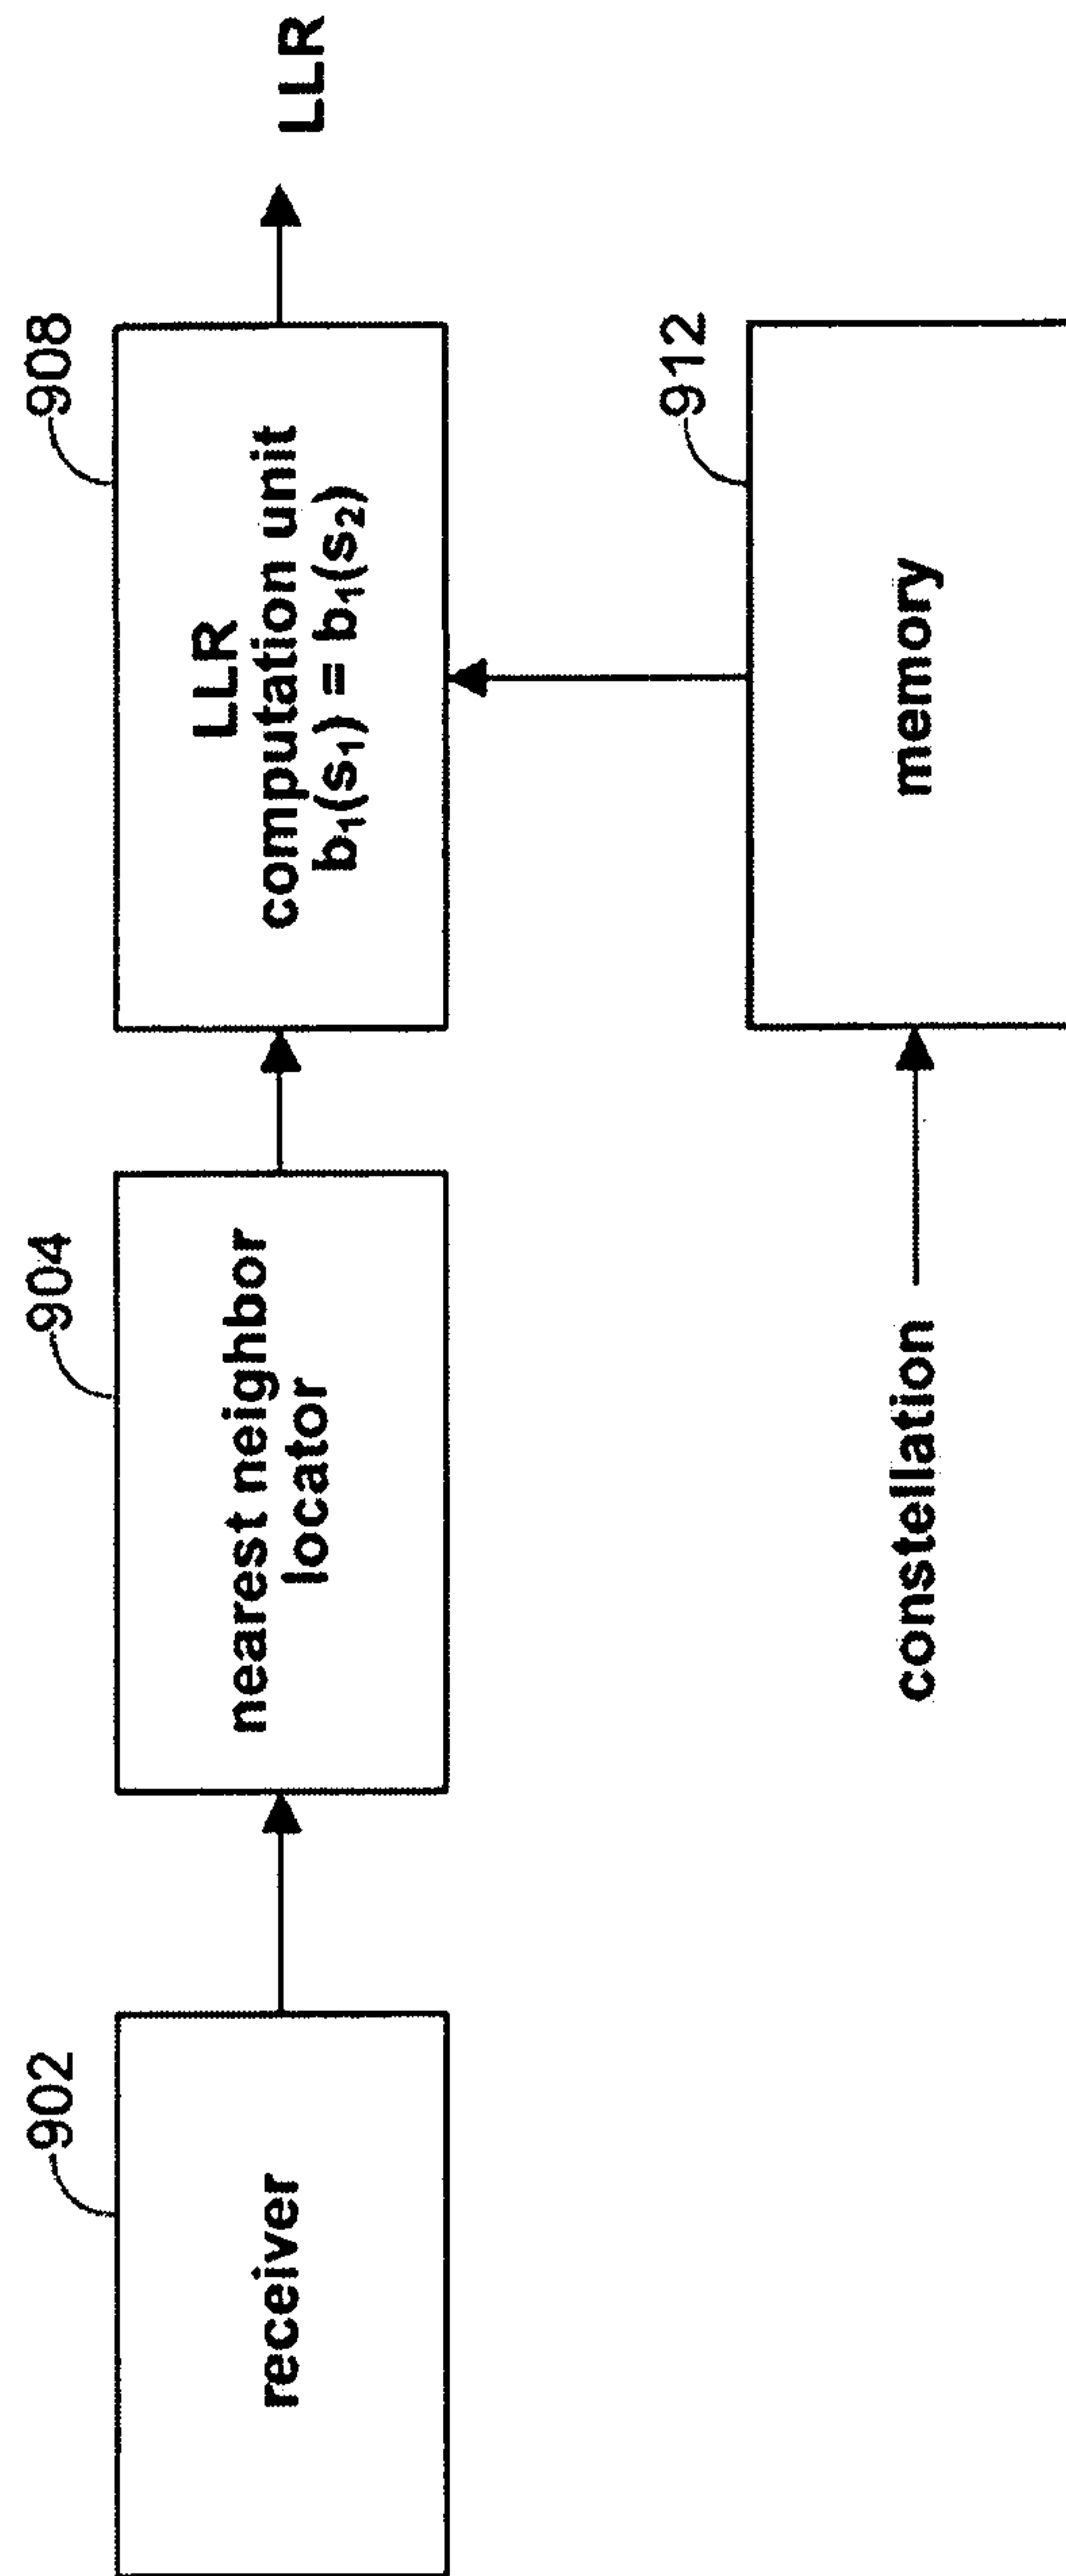 902
904
908
receiver
nearest neighbor
locator
LLR
computation unit
b₁(s₁) = b₁(s₂)
LLR
912
constellation
memory